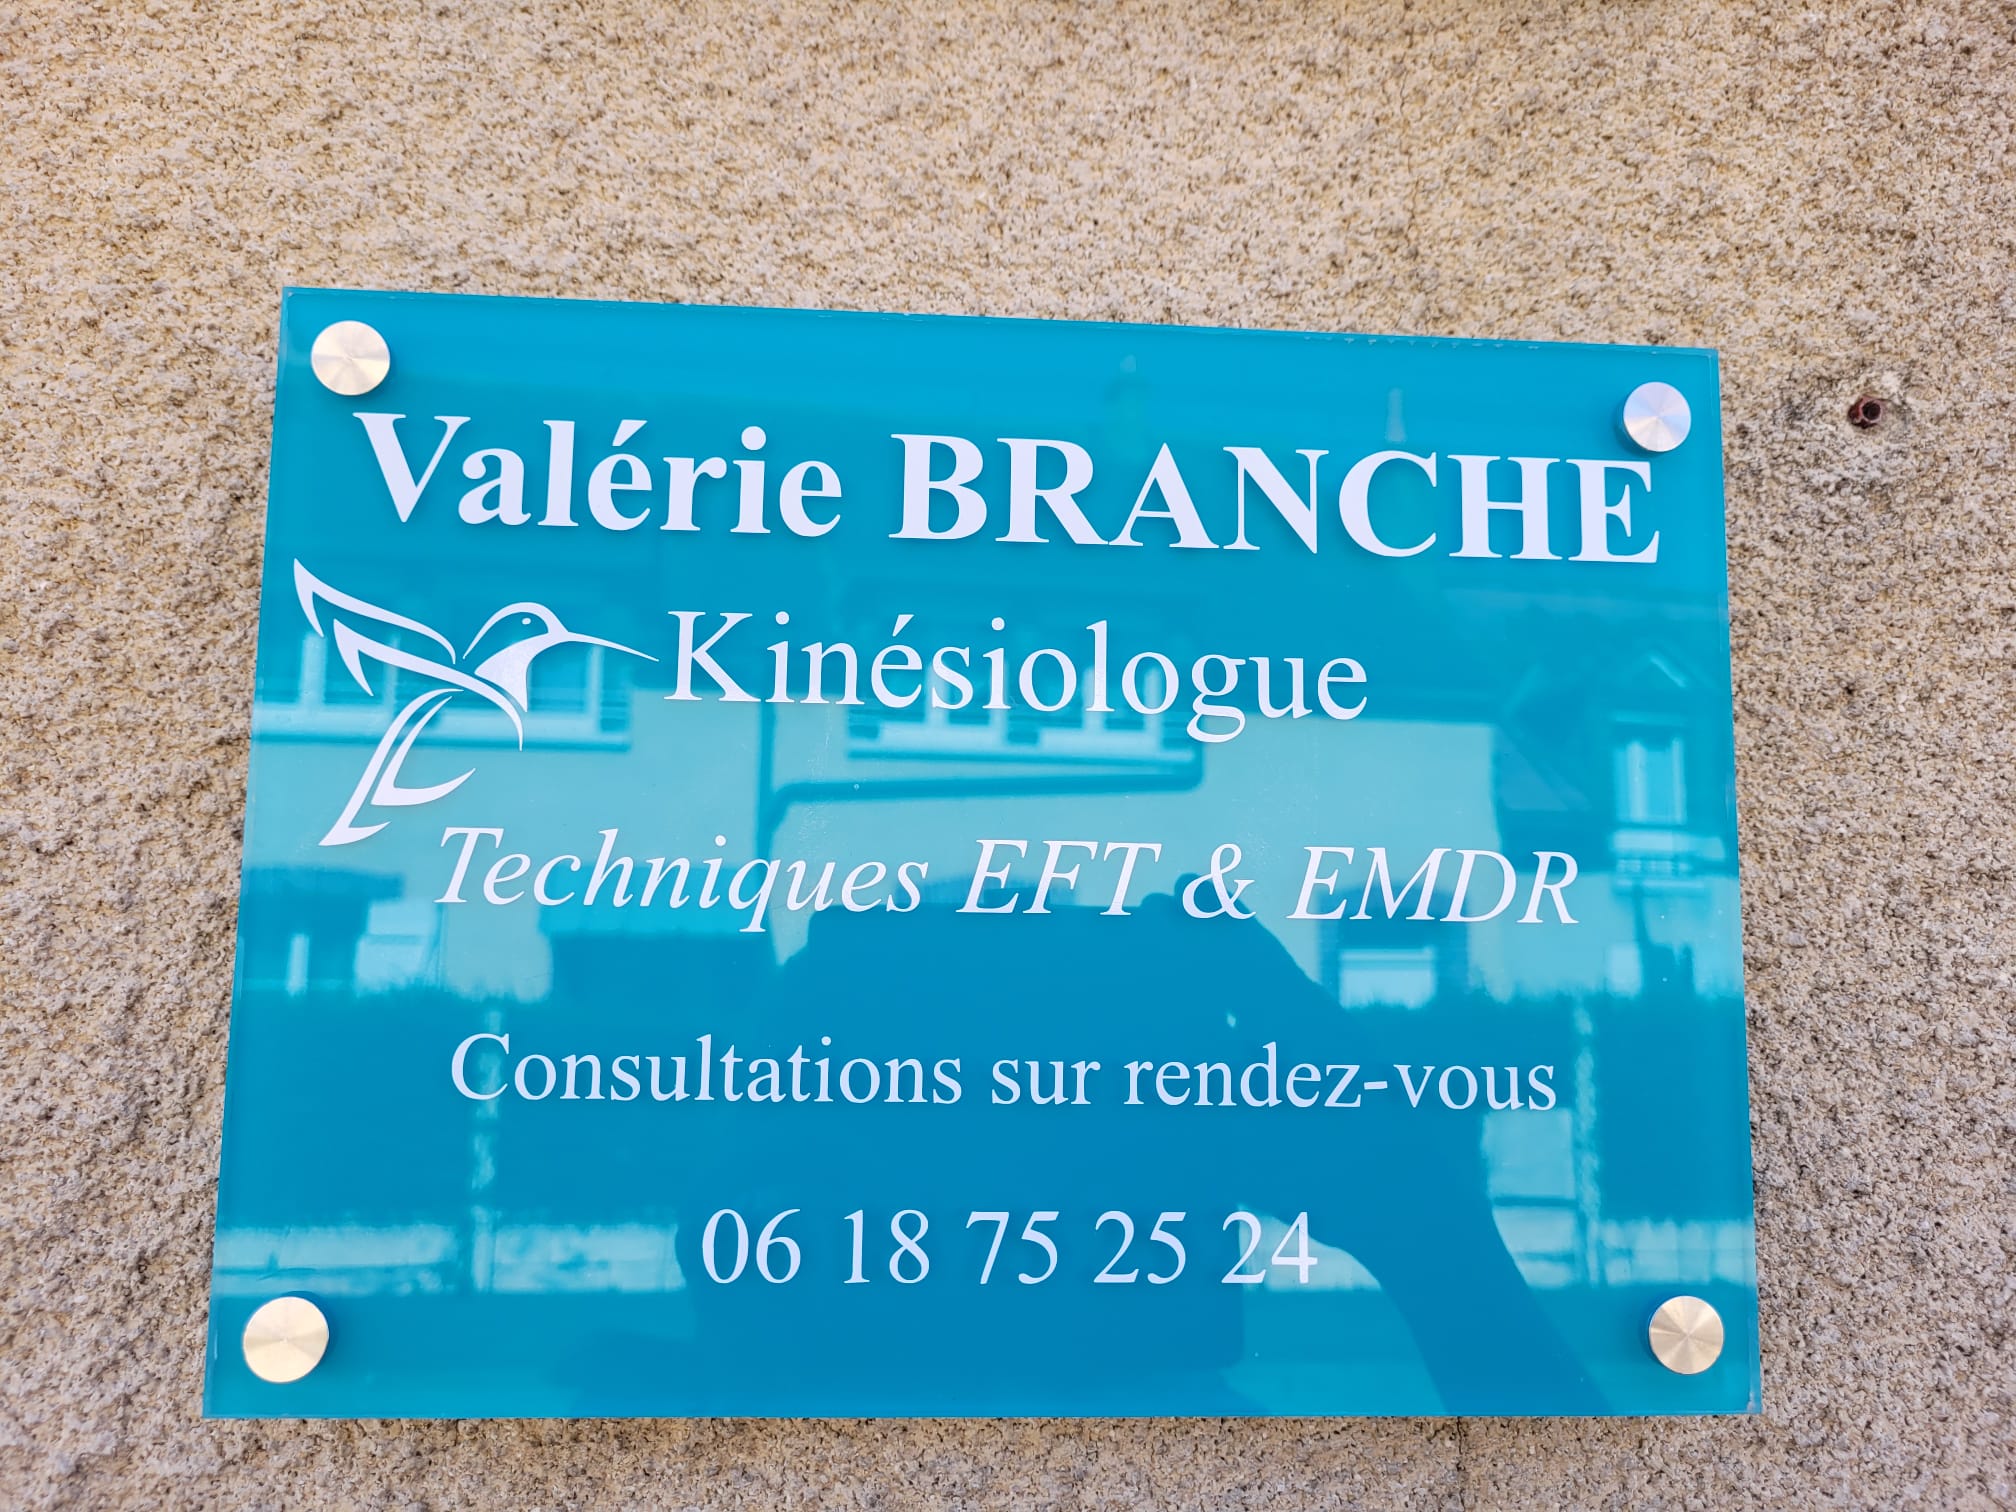 Valérie BRANCHE
Kinésiologue
Techniques EFT & EMDR
Consultations sur rendez-vous
06 18 75 25 24